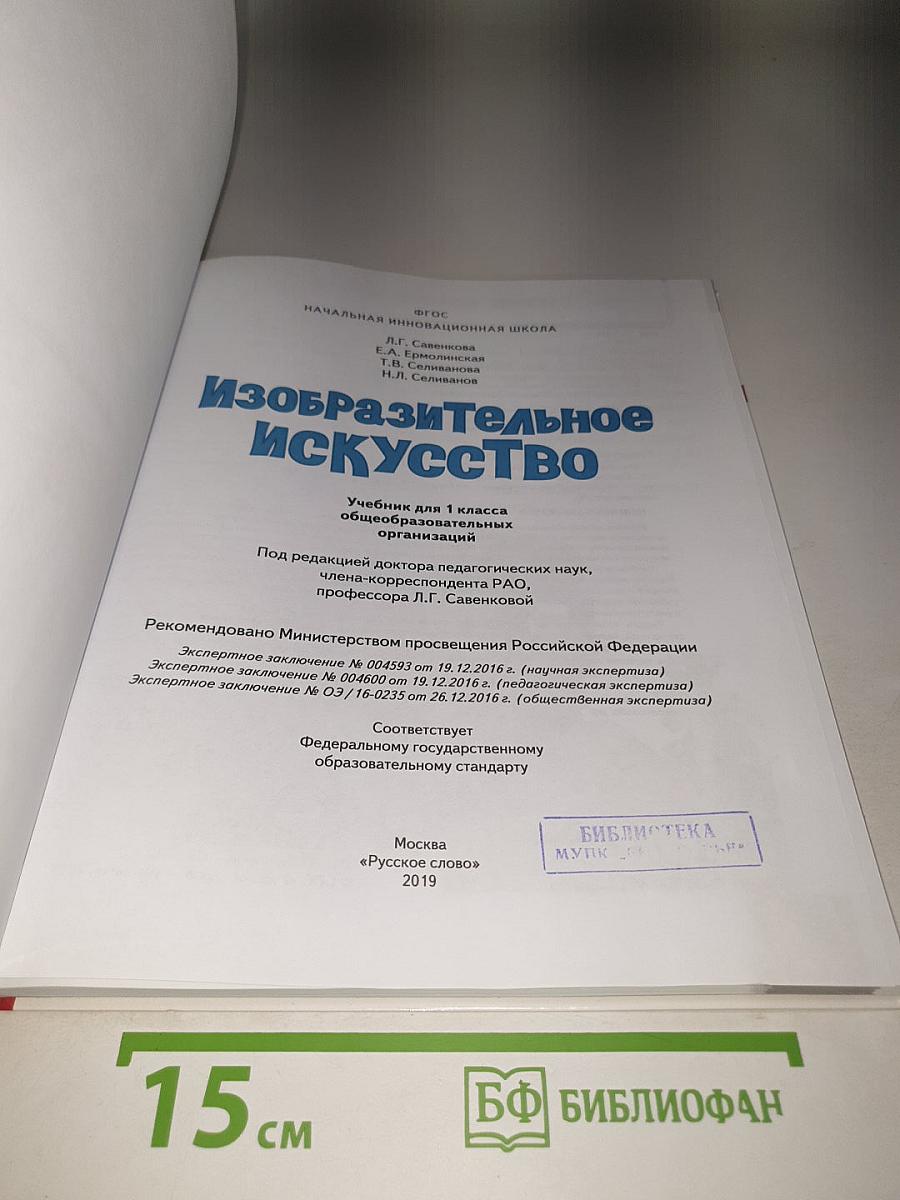 ФГОС
НАЧАЛЬНАЯ ИННОВАЦИОННАЯ ШКОЛА
Л.Г. Савенкова
Е.А. Ермолинская
Т.В. Селиванова
Н.Л. Селиванов
Изобразительное
искусство
Учебник для 1 класса
общеобразовательных
организаций
Под редакцией доктора педагогических наук,
члена-корреспондента РАО,
профессора Л.Г. Савенковой
Рекомендовано Министерством просвещения Российской Федерации
Экспертное заключение № 004593 от 19.12.2016 г. (научная экспертиза)
Экспертное заключение № 004600 от 19.12.2016 г. (педагогическая экспертиза)
Экспертное заключение № ОЭ / 16-0235 от 26.12.2016 г. (общественная экспертиза)
Соответствует
Федеральному государственному
образовательному стандарту
Москва
«Русское слово»
2019
БИБЛИОТЕКА
МУПК
15 см
БФ БИБЛИОФАН